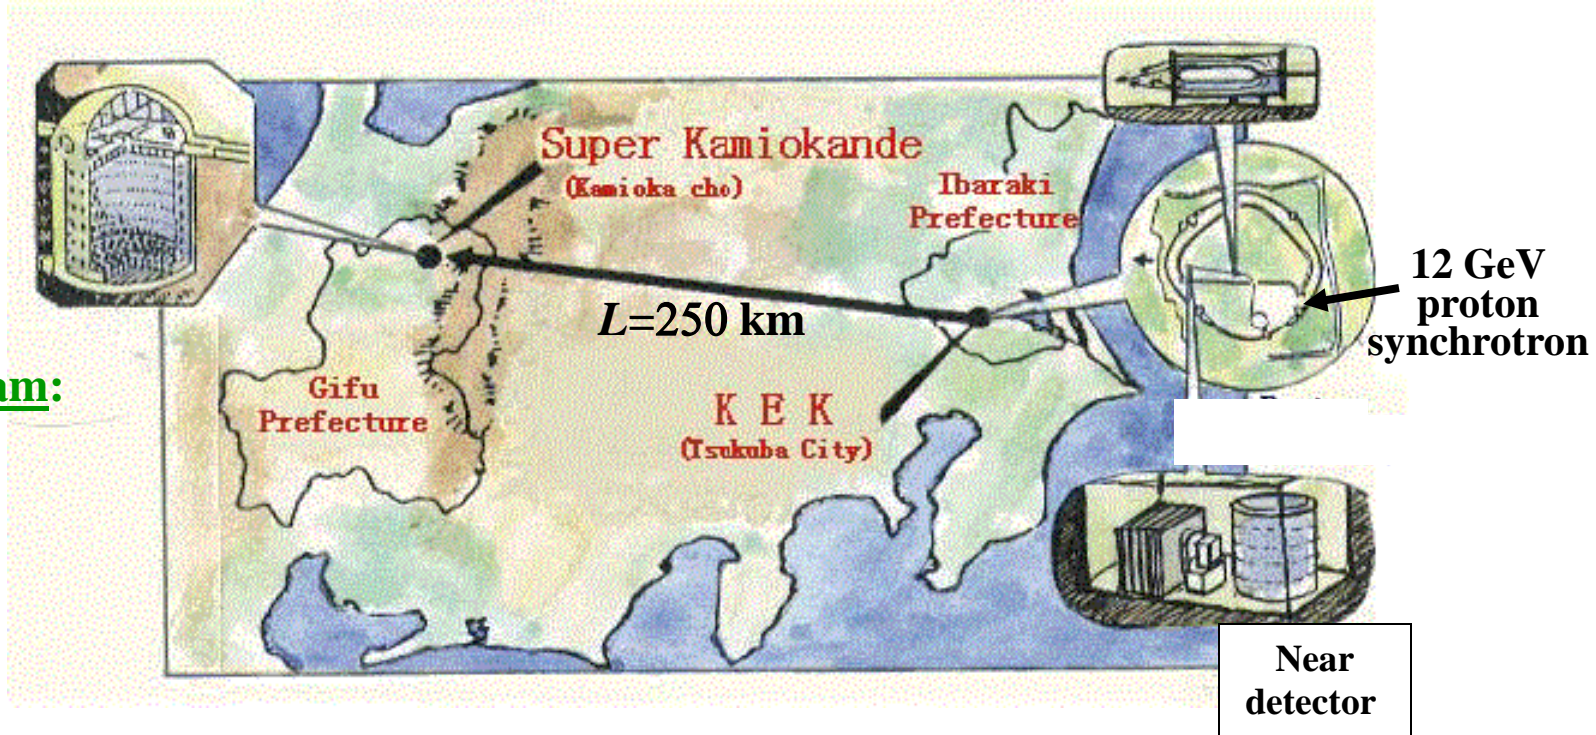 Super Kamiokande
(Kamioka cho)
Ibaraki
Prefecture
12 GeV
proton
synchrotron
L=250 km
am:
Gifu
Prefecture
K E K
(Tsukuba City)
Near
detector